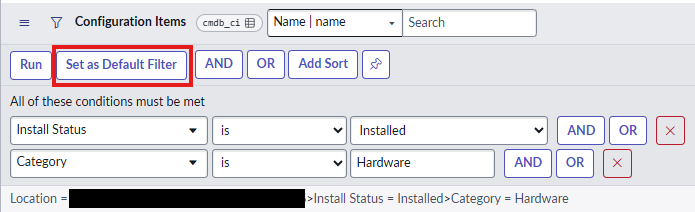 Configuration Items cmdb_ci Name | name Search
Run Set as Default Filter AND OR Add Sort
All of these conditions must be met
Install Status is Installed AND OR
Category is Hardware AND OR
Location = >Install Status = Installed>Category = Hardware